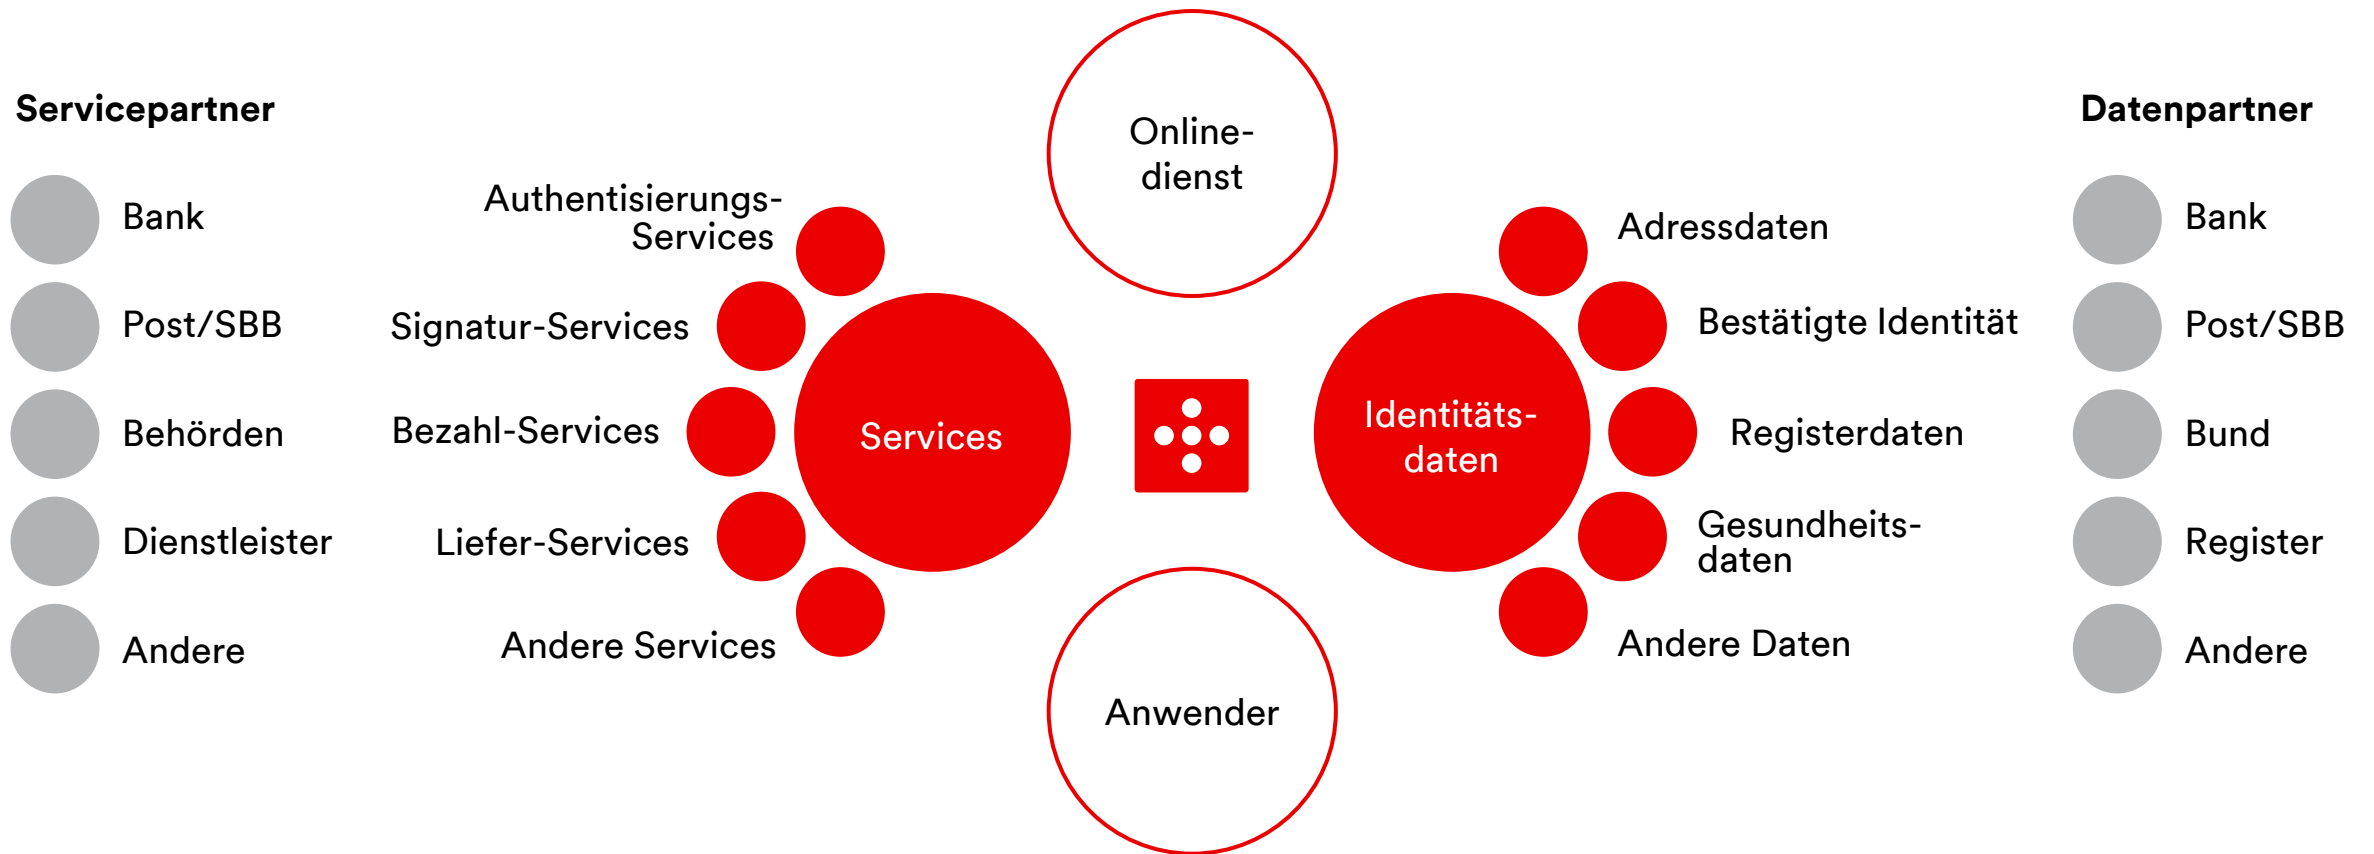 Servicepartner
Bank
Post/SBB
Behörden
Dienstleister
Andere
Authentisierungs-
Services
Signatur-Services
Bezahl-Services
Liefer-Services
Andere Services
Services
Online-
dienst
Anwender
Identitäts-
daten
Adressdaten
Bestätigte Identität
Registerdaten
Gesundheits-
daten
Andere Daten
Datenpartner
Bank
Post/SBB
Bund
Register
Andere